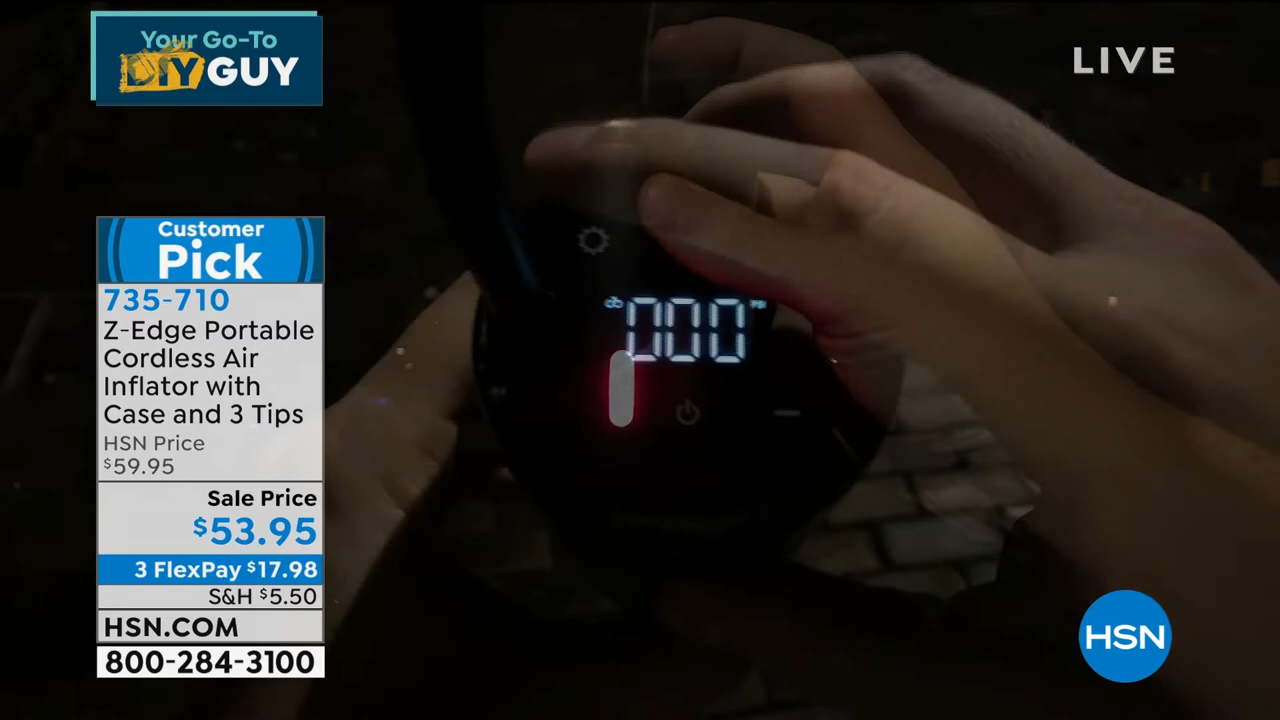 Your Go-To
DIY GUY
LIVE
Customer
Pick
735-710
Z-Edge Portable
Cordless Air
Inflator with
Case and 3 Tips
HSN Price
$59.95
Sale Price
$53.95
3 FlexPay $17.98
S&H $5.50
HSN.COM
800-284-3100
000
PSI
HSN